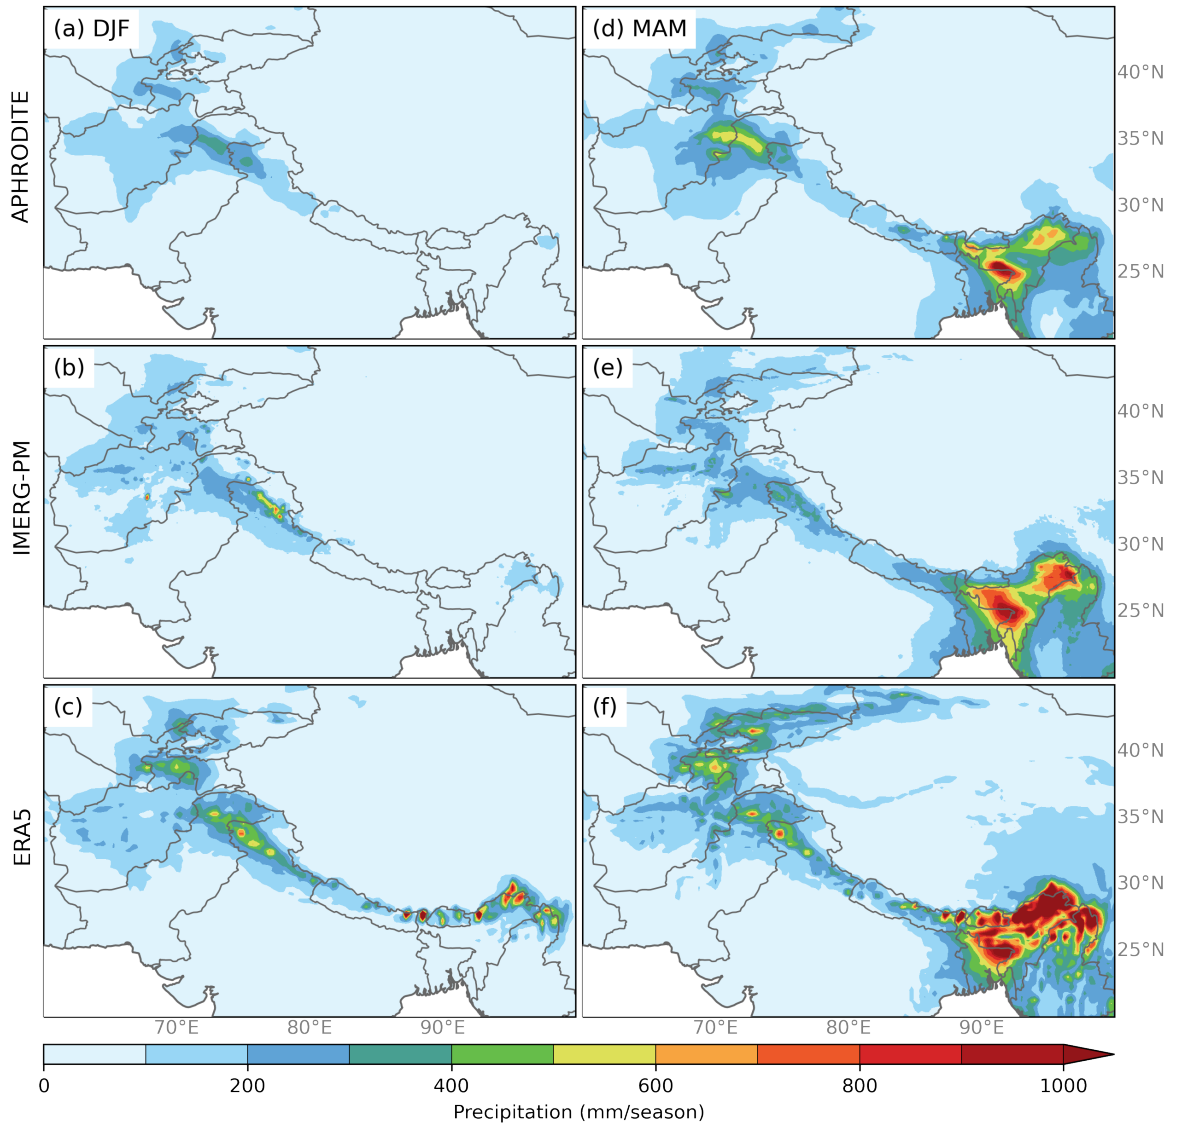 (a) DJF
(d) MAM
APHRODITE
40°N
35°N
30°N
25°N
(b)
(e)
IMERG-PM
40°N
35°N
30°N
25°N
(c)
(f)
ERA5
40°N
35°N
30°N
25°N
70°E 80°E 90°E 70°E 80°E 90°E
0 200 400 600 800 1000
Precipitation (mm/season)